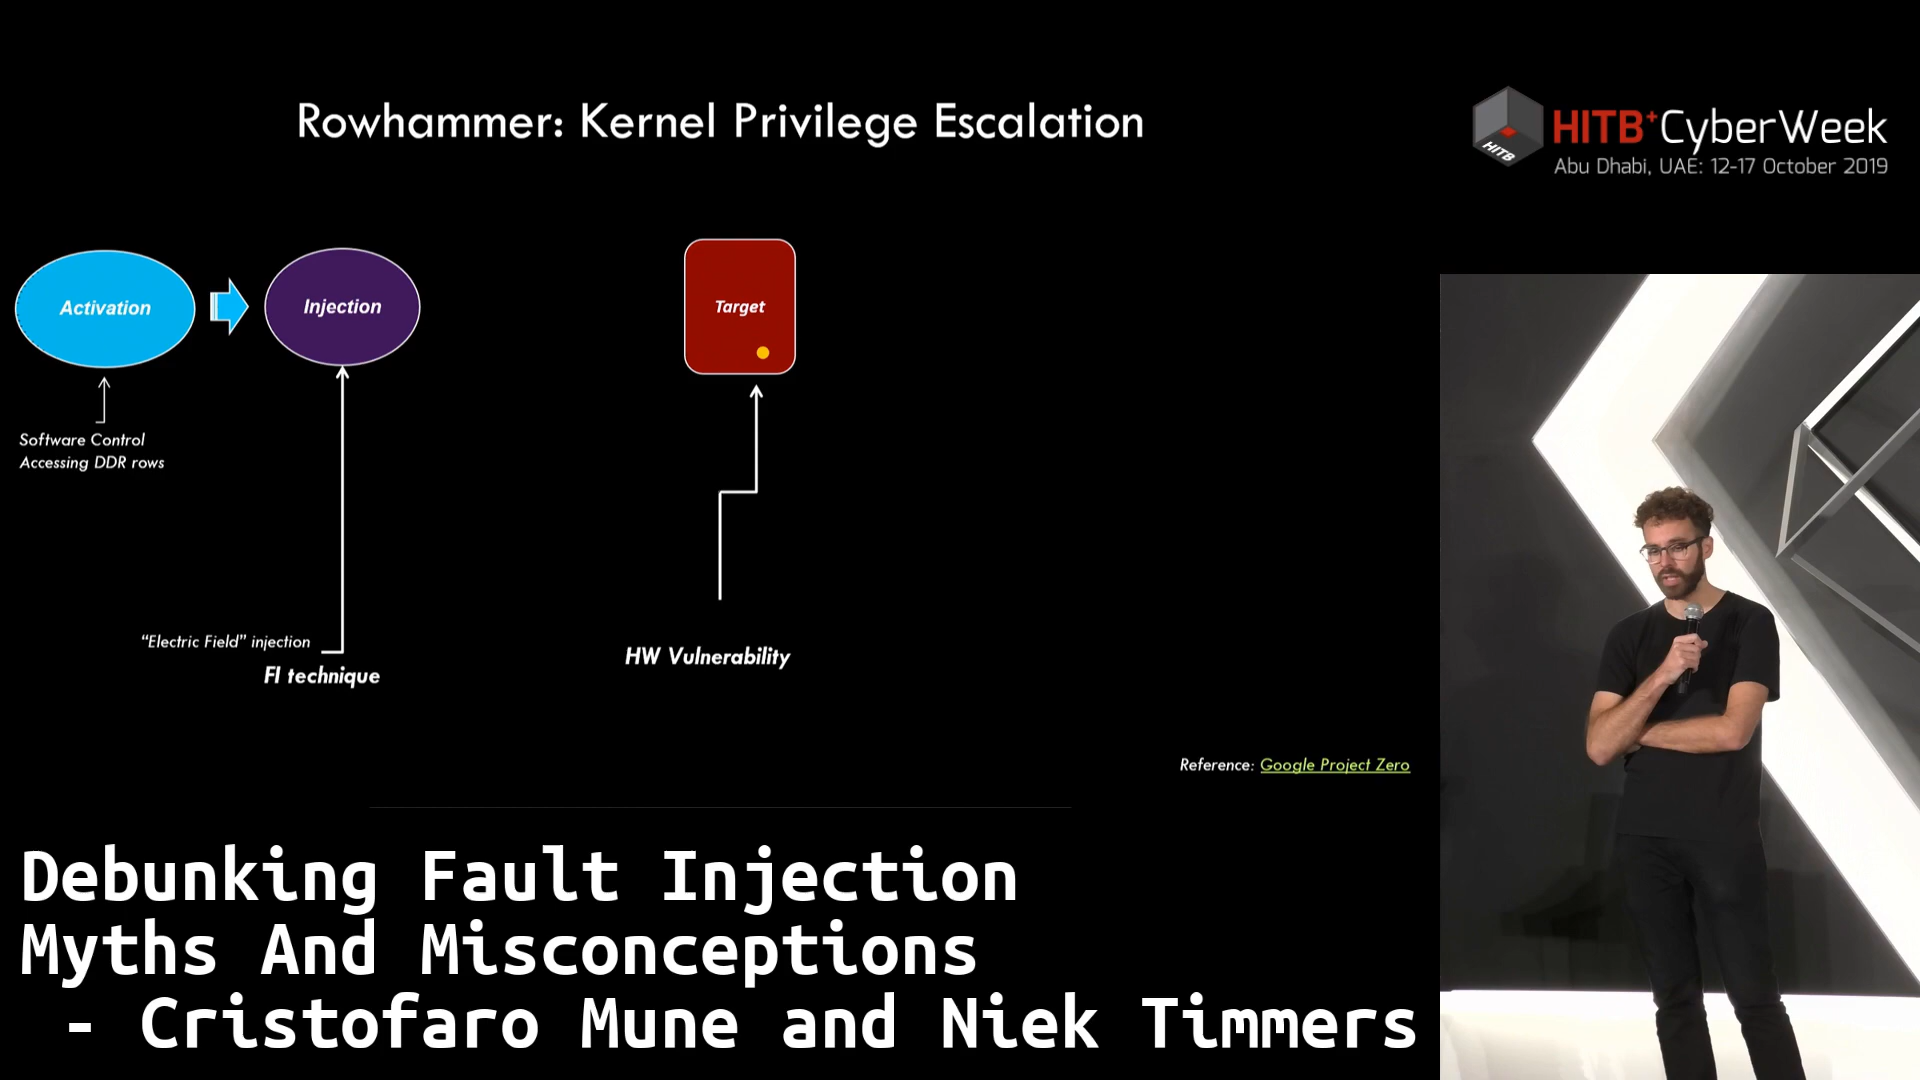 Rowhammer: Kernel Privilege Escalation
HITB+CyberWeek
HITB
Abu Dhabi, UAE: 12-17 October 2019
Activation
Injection
Target
Software Control
Accessing DDR rows
“Electric Field” injection
FI technique
HW Vulnerability
Reference: Google Project Zero
Debunking Fault Injection
Myths And Misconceptions
- Cristofaro Mune and Niek Timmers